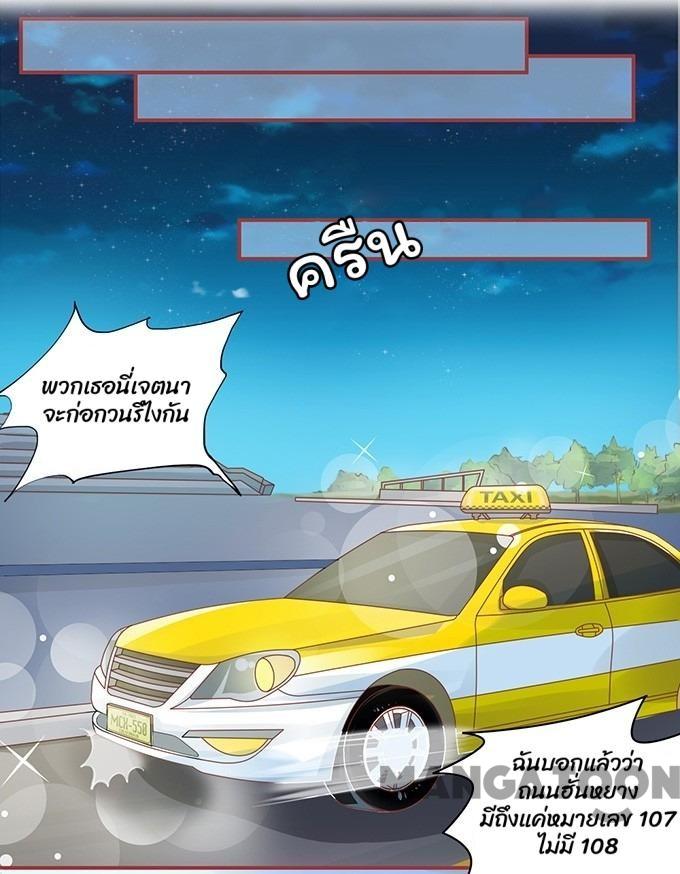 ครืน
พวกเธอนี่เจตนา
จะก่อกวนรึไงกัน
TAXI
MCX-550
ฉันบอกแล้วว่า
ถนนฮั่นหยาง
มีถึงแค่หมายเลข 107
ไม่มี 108
MANGATOON